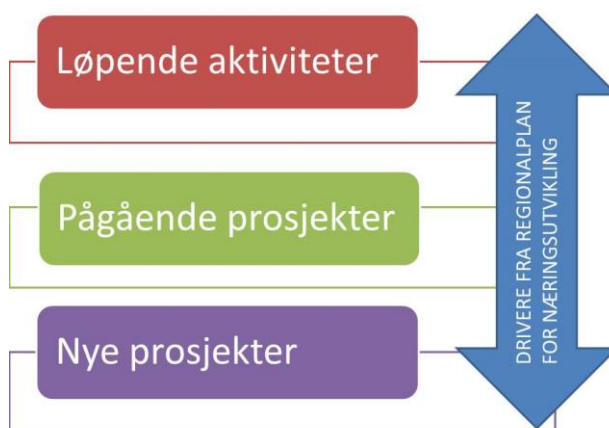 Løpende aktiviteter
Pågående prosjekter
Nye prosjekter
DRIVERE FRA REGIONALPLAN
FOR NÆRINGSUTVIKLING